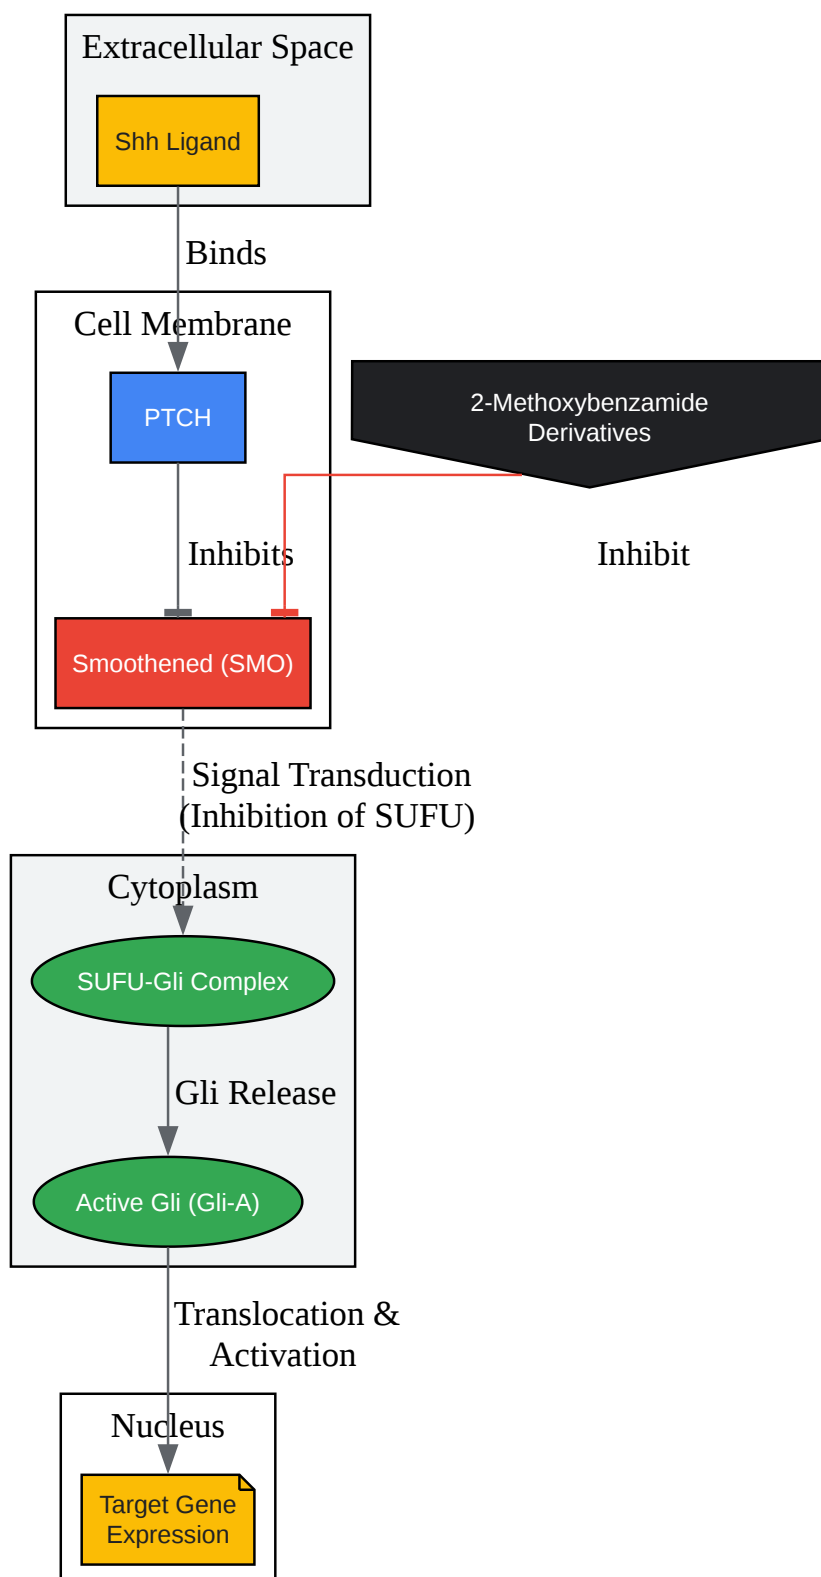 Extracellular Space
Shh Ligand
Binds
Cell Membrane
PTCH
2-Methoxybenzamide
Derivatives
Inhibits
Inhibit
Smoothened (SMO)
Signal Transduction
(Inhibition of SUFU)
Cytoplasm
SUFU-Gli Complex
Gli Release
Active Gli (Gli-A)
Translocation &
Activation
Nucleus
Target Gene
Expression